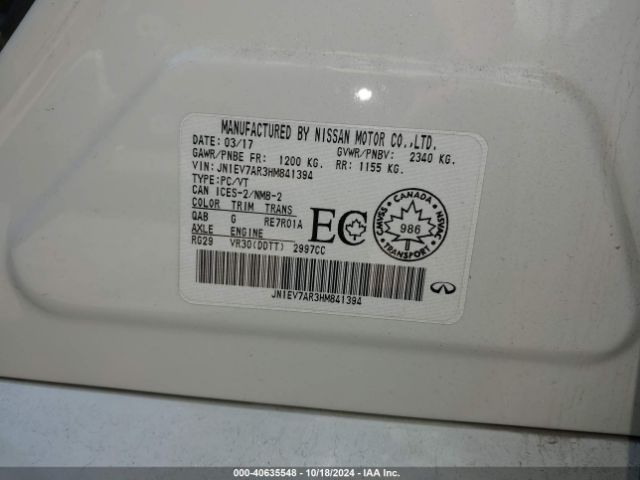 MANUFACTURED BY NISSAN MOTOR CO.,LTD.
DATE: 03/17 GVWR/PNBV: 2340 KG.
GAWR/PNBE FR: 1200 KG. RR: 1155 KG.
VIN: JN1EV7AR3HM841394
TYPE:PC/VT
CAN ICES-2/NMB-2
COLOR TRIM TRANS
QAB G RE7R01A
AXLE ENGINE
RG29 VR30(DDTT) 2997CC
EC
CANADA
CMVSS NSVAC
986
TRANSPORT
JN1EV7AR3HM841394
000-40635548 | 10/18/2024 | IAA Inc.